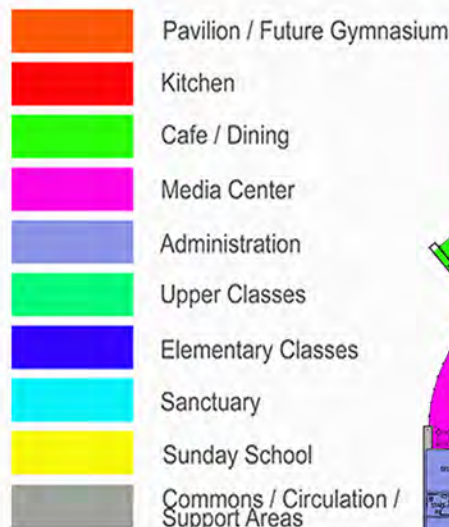 Pavilion / Future Gymnasium
Kitchen
Cafe / Dining
Media Center
Administration
Upper Classes
Elementary Classes
Sanctuary
Sunday School
Commons / Circulation /
Support Areas